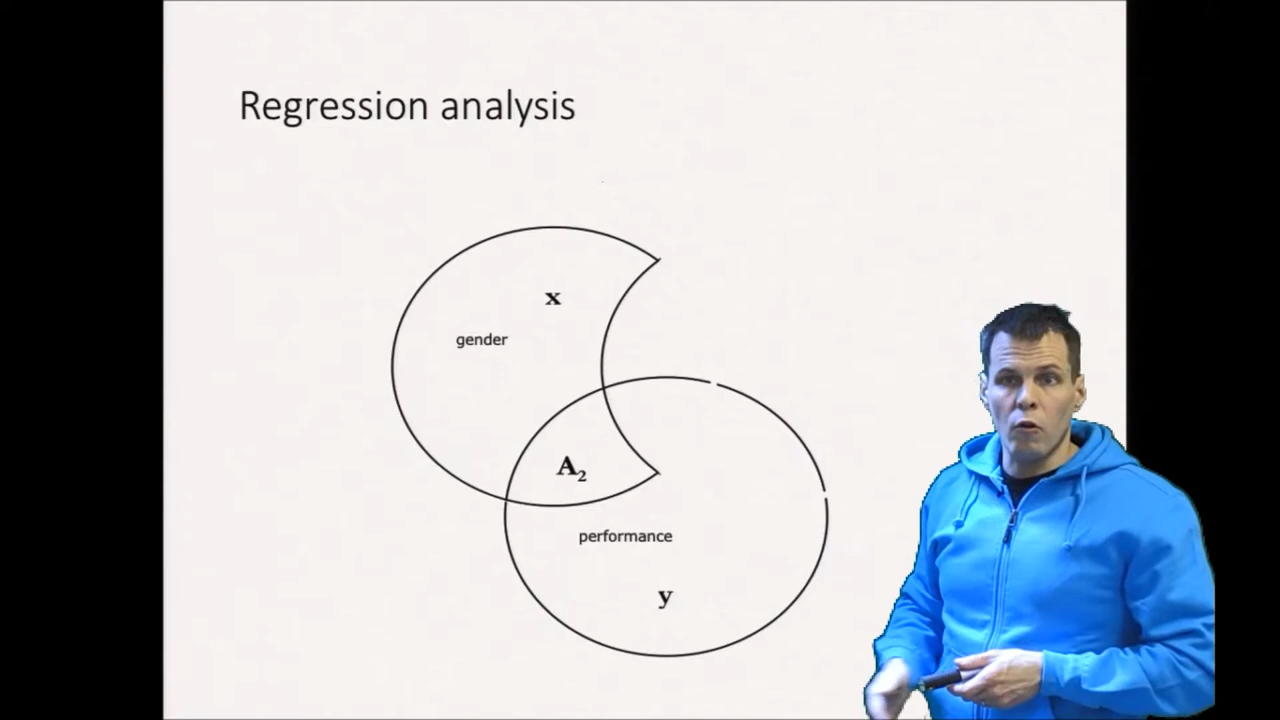 Regression analysis
x
gender
A₂
performance
y